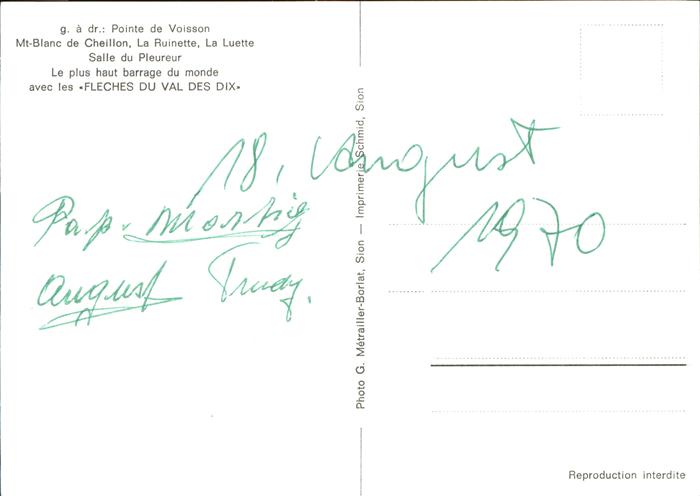 g. à dr.: Pointe de Voisson
Mt-Blanc de Cheillon, La Ruinette, La Luette
Salle du Pleureur
Le plus haut barrage du monde
avec les «FLECHES DU VAL DES DIX»
18. August
1970
Pap.
August Trudy.
Photo G. Métrailler-Borlat, Sion — Imprimerie Schmid, Sion
Reproduction interdite